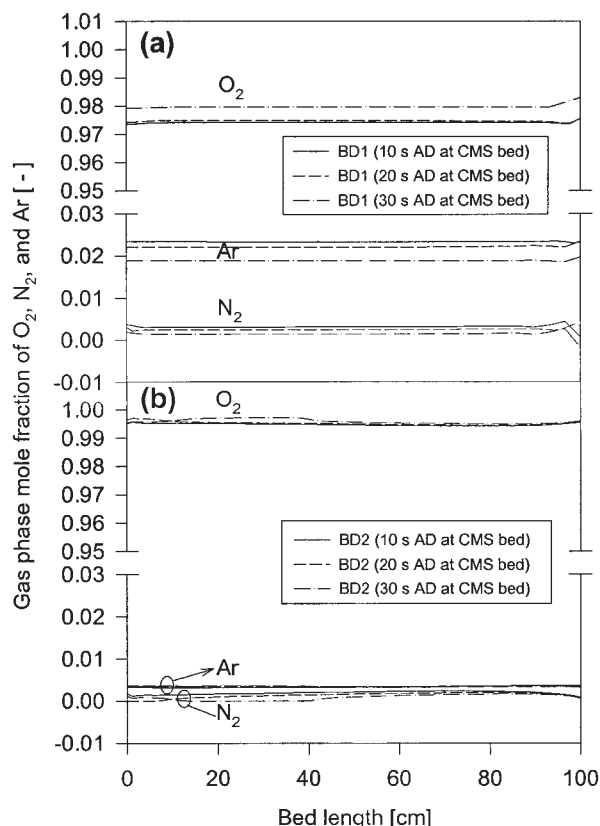 Gas phase mole fraction of O₂, N₂, and Ar [ - ]
(a)
1.01
1.00
0.99
0.98
0.97
0.96
0.95
0.03
0.02
0.01
0.00
-0.01
O₂
BD1 (10 s AD at CMS bed)
BD1 (20 s AD at CMS bed)
BD1 (30 s AD at CMS bed)
Ar
N₂
(b)
O₂
1.00
0.99
0.98
0.97
0.96
0.95
0.03
0.02
0.01
0.00
-0.01
BD2 (10 s AD at CMS bed)
BD2 (20 s AD at CMS bed)
BD2 (30 s AD at CMS bed)
Ar
N₂
0 20 40 60 80 100
Bed length [cm]